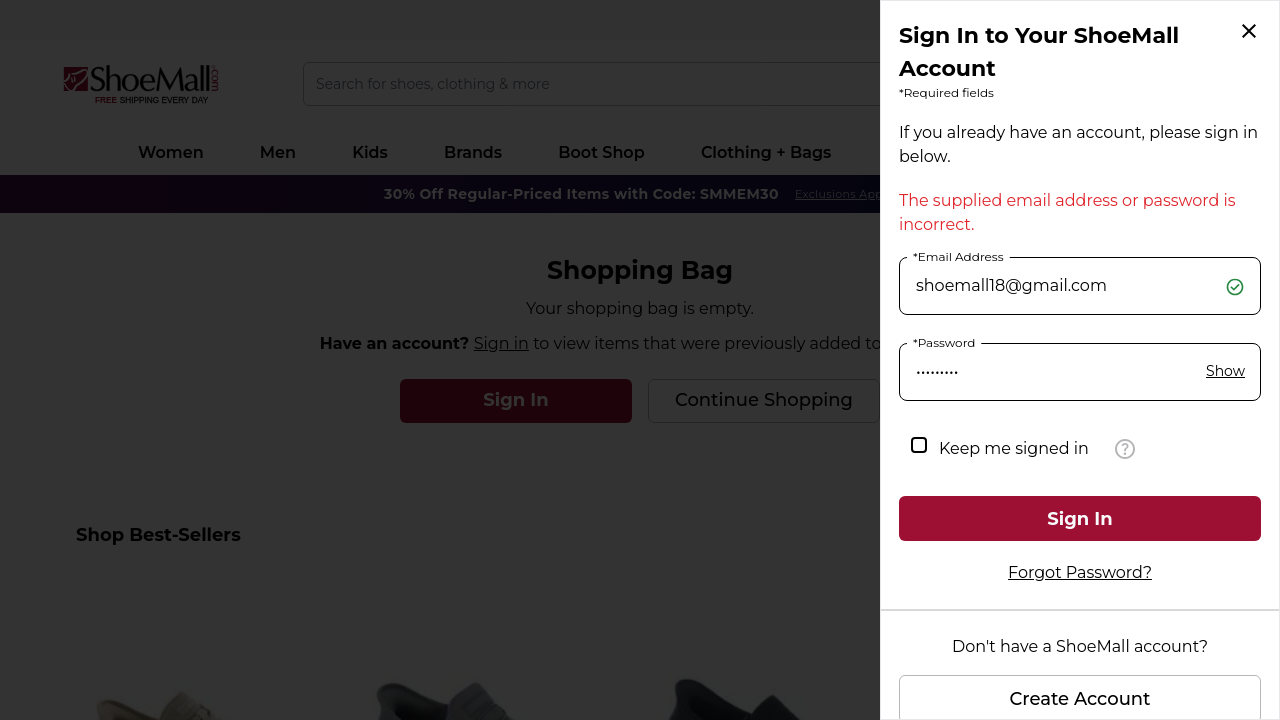 ShoeMall.com
FREE SHIPPING EVERY DAY
Search for shoes, clothing & more
Women
Men
Kids
Brands
Boot Shop
Clothing + Bags
30% Off Regular-Priced Items with Code: SMMEM30
Exclusions
Shopping Bag
Your shopping bag is empty.
Have an account? Sign in to view items that were previously added to
Sign In
Continue Shopping
Shop Best-Sellers
Sign In to Your ShoeMall
Account
*Required fields
If you already have an account, please sign in
below.
The supplied email address or password is
incorrect.
*Email Address
shoemall18@gmail.com
*Password
•••••••••
Show
Keep me signed in
?
Sign In
Forgot Password?
Don't have a ShoeMall account?
Create Account